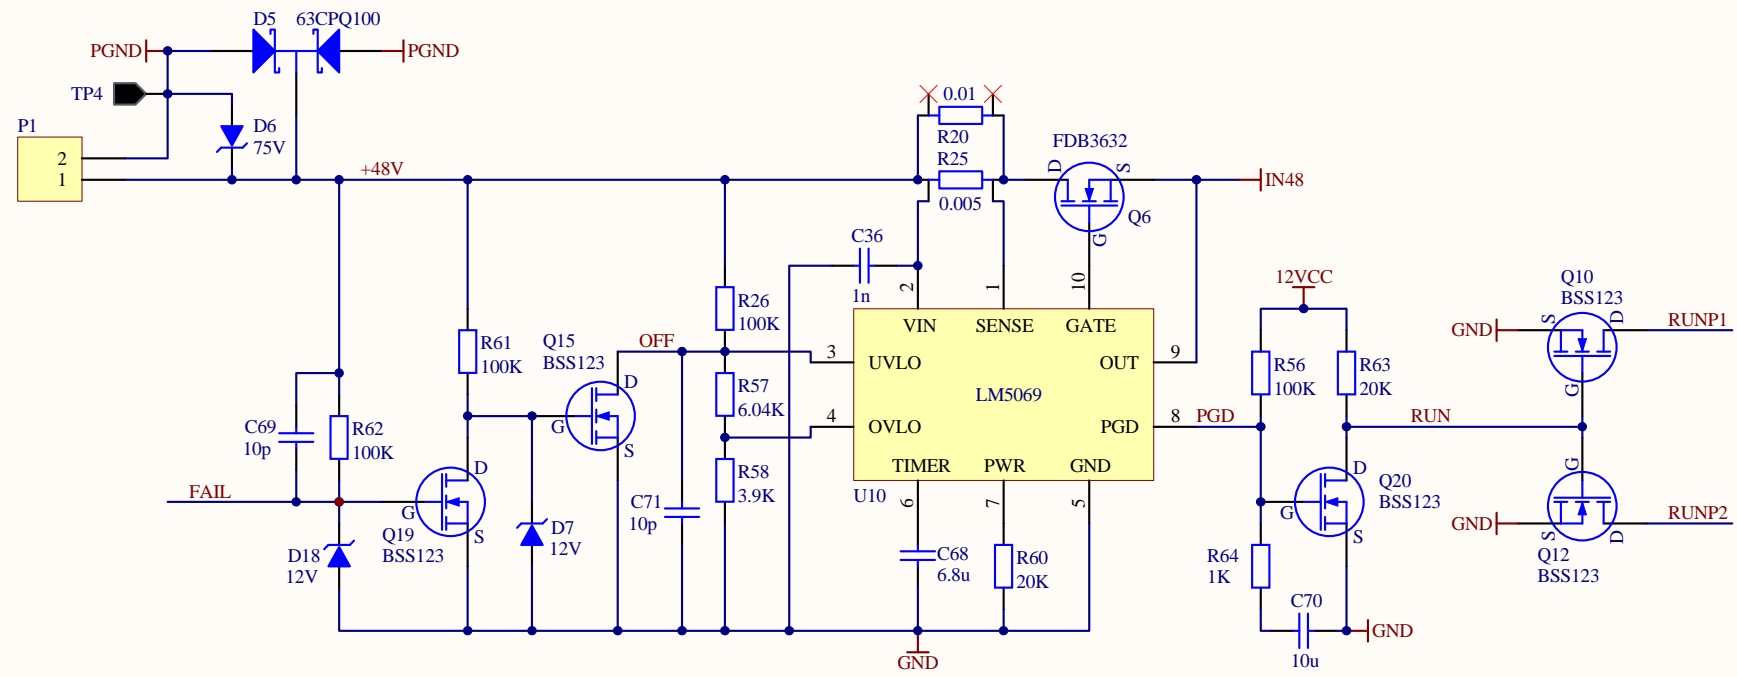 D5 63CPQ100
PGND
PGND
TP4
P1
2
1
D6
75V
+48V
0.01
R20
R25
0.005
FDB3632
D
S
G
Q6
IN48
C36
1n
2
1
10
VIN SENSE GATE
R26
100K
OFF
3
UVLO
OUT
9
R57
6.04K
LM5069
4
OVLO
PGD
8
PGD
TIMER PWR GND
U10
6
7
5
R58
3.9K
R61
100K
Q15
BSS123
D
G
S
C69
10p
R62
100K
FAIL
D
G
S
Q19
BSS123
D18
12V
D7
12V
C71
10p
C68
6.8u
R60
20K
GND
12VCC
R56
100K
R63
20K
RUN
D
G
S
Q20
BSS123
R64
1K
C70
10u
GND
Q10
BSS123
GND
S
D
G
RUNP1
G
GND
S
D
RUNP2
Q12
BSS123